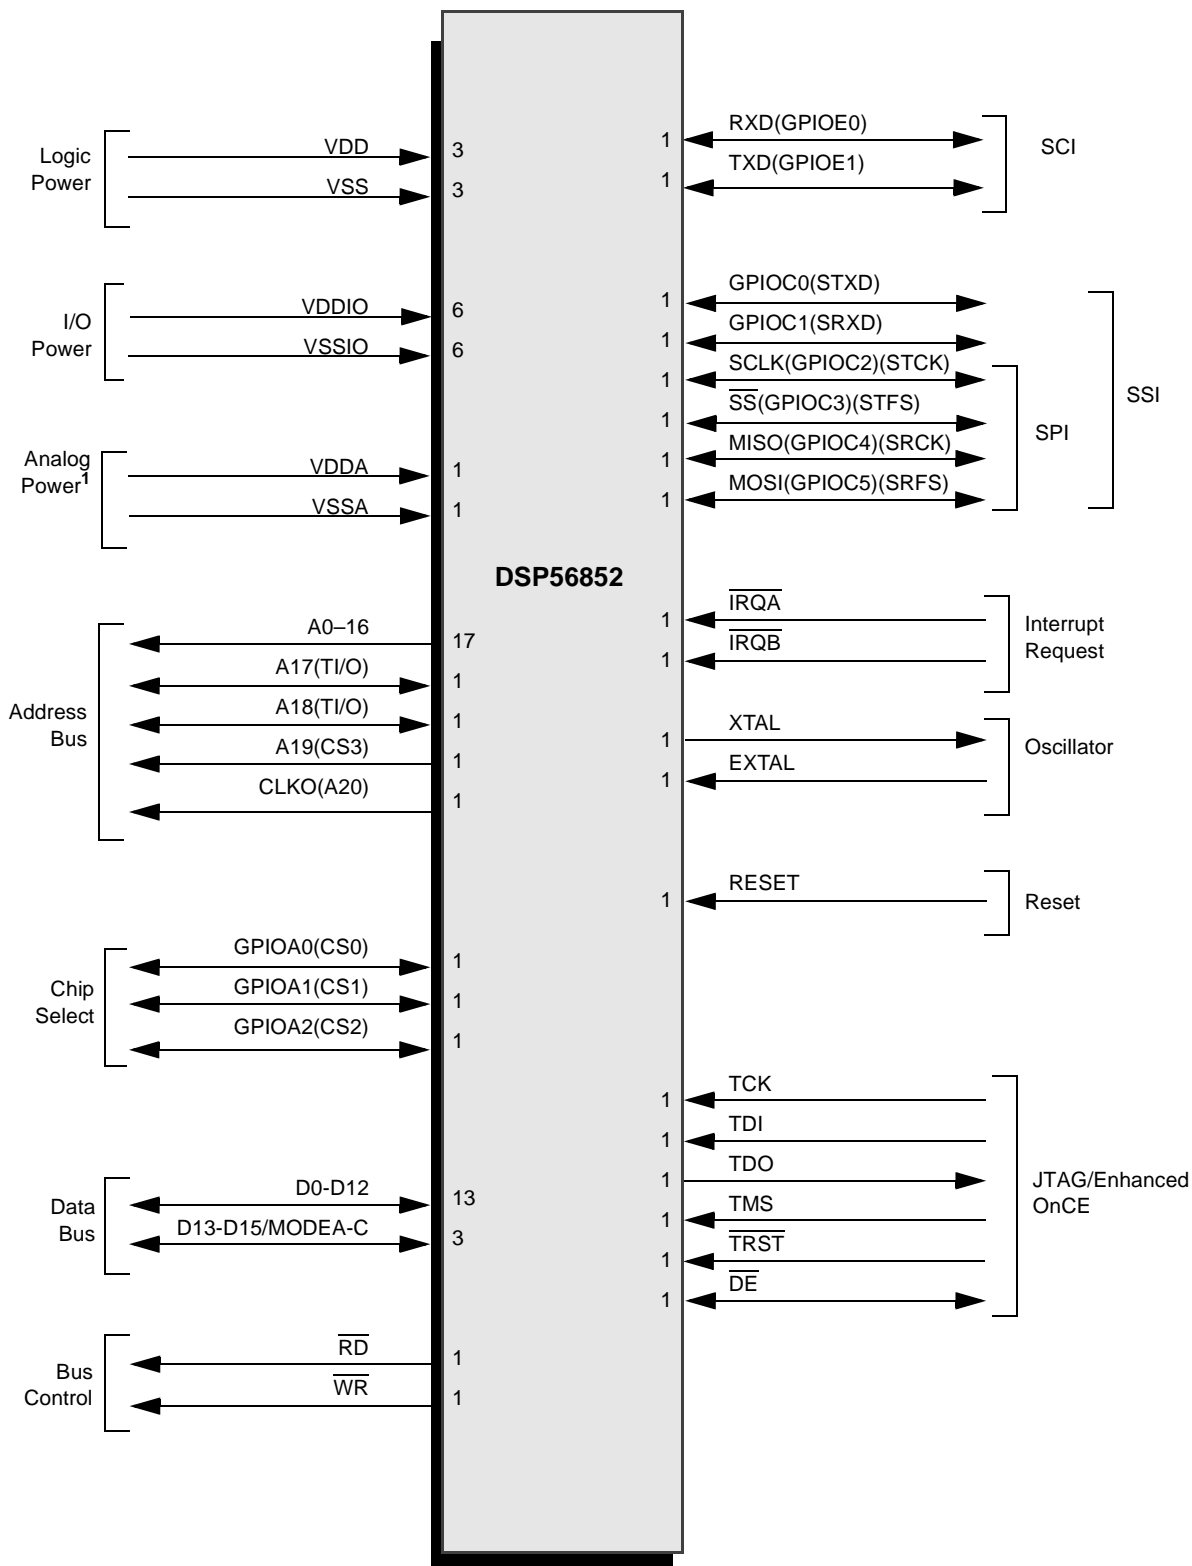 Logic
Power
VDD
3
VSS
3
I/O
Power
VDDIO
6
VSSIO
6
Analog
Power1
VDDA
1
VSSA
1
Address
Bus
A0–16
17
A17(TI/O)
1
A18(TI/O)
1
A19(CS3)
1
CLKO(A20)
1
Chip
Select
GPIOA0(CS0)
1
GPIOA1(CS1)
1
GPIOA2(CS2)
1
Data
Bus
D0-D12
13
D13-D15/MODEA-C
3
Bus
Control
RD
1
WR
1
DSP56852
1
RXD(GPIOE0)
1
TXD(GPIOE1)
SCI
1
GPIOC0(STXD)
1
GPIOC1(SRXD)
1
SCLK(GPIOC2)(STCK)
1
SS(GPIOC3)(STFS)
1
MISO(GPIOC4)(SRCK)
1
MOSI(GPIOC5)(SRFS)
SPI
SSI
1
IRQA
1
IRQB
Interrupt
Request
1
XTAL
1
EXTAL
Oscillator
1
RESET
Reset
1
TCK
1
TDI
1
TDO
1
TMS
1
TRST
1
DE
JTAG/Enhanced
OnCE